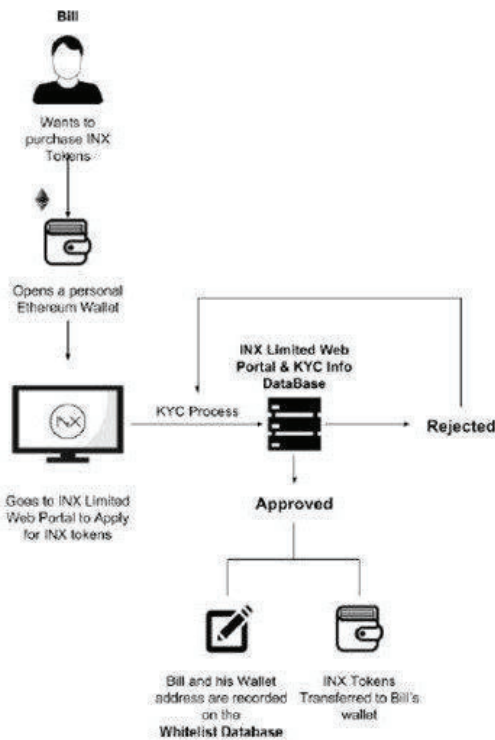 Bill
Wants to
purchase INX
Tokens
Opens a personal
Ethereum Wallet
INX Limited Web
Portal & KYC Info
DataBase
KYC Process
Rejected
INX
Goes to INX Limited
Web Portal to Apply
for INX tokens
Approved
Bill and his Wallet
address are recorded
on the
Whitelist Database
INX Tokens
Transferred to Bill's
wallet